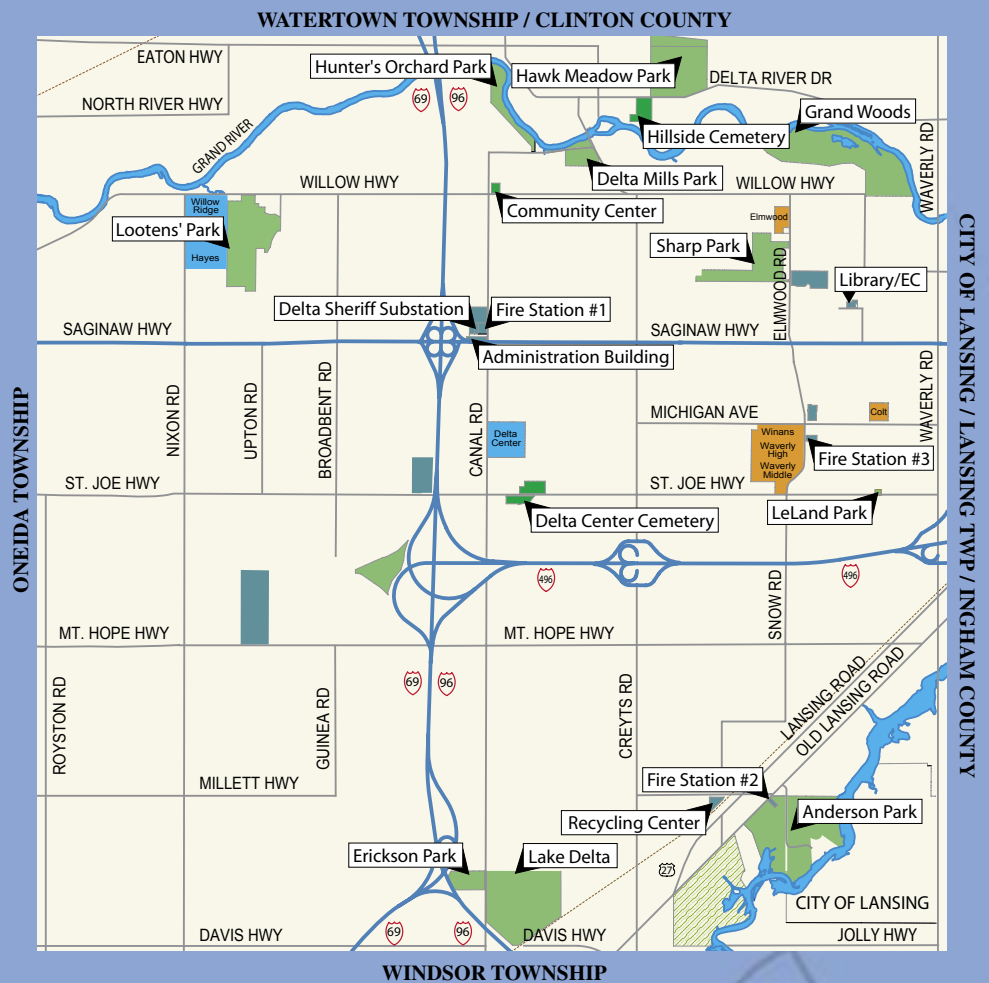 WATERTOWN TOWNSHIP / CLINTON COUNTY
EATON HWY
Hunter's Orchard Park
Hawk Meadow Park
DELTA RIVER DR
NORTH RIVER HWY
69
96
Grand Woods
GRAND RIVER
Hillside Cemetery
WAVERLY RD
WILLOW HWY
Delta Mills Park
WILLOW HWY
Willow
Ridge
Community Center
Elmwood
Lootens' Park
Hayes
Sharp Park
ELMWOOD RD
Library/EC
Delta Sheriff Substation
Fire Station #1
SAGINAW HWY
SAGINAW HWY
Administration Building
NIXON RD
UPTON RD
BROADBENT RD
CANAL RD
WAVERLY RD
MICHIGAN AVE
Colt
Delta
Center
Winans
Waverly
High
Waverly
Middle
Fire Station #3
ST. JOE HWY
ST. JOE HWY
LeLand Park
Delta Center Cemetery
ONEIDA TOWNSHIP
CITY OF LANSING / LANSING TWP / INGHAM COUNTY
496
496
SNOW RD
MT. HOPE HWY
MT. HOPE HWY
69
96
ROYSTON RD
GUINEA RD
CREYTS RD
LANSING ROAD
OLD LANSING ROAD
MILLETT HWY
Fire Station #2
Recycling Center
Anderson Park
Erickson Park
Lake Delta
27
CITY OF LANSING
69
96
DAVIS HWY
DAVIS HWY
JOLLY HWY
WINDSOR TOWNSHIP